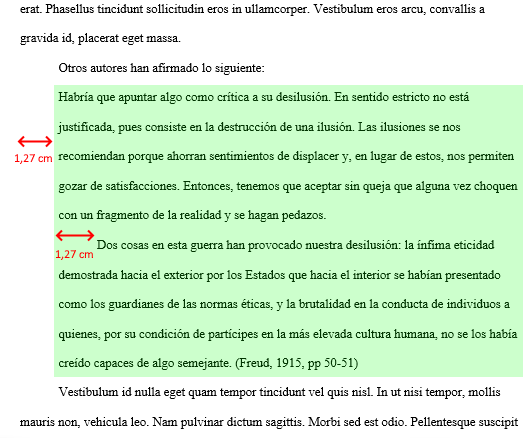 erat. Phasellus tincidunt sollicitudin eros in ullamcorper. Vestibulum eros arcu, convallis a
gravida id, placerat eget massa.
Otros autores han afirmado lo siguiente:
Habría que apuntar algo como crítica a su desilusión. En sentido estricto no está
justificada, pues consiste en la destrucción de una ilusión. Las ilusiones se nos
1,27 cm recomiendan porque ahorran sentimientos de displacer y, en lugar de estos, nos permiten
gozar de satisfacciones. Entonces, tenemos que aceptar sin queja que alguna vez choquen
con un fragmento de la realidad y se hagan pedazos.
1,27 cm Dos cosas en esta guerra han provocado nuestra desilusión: la ínfima eticidad
demostrada hacia el exterior por los Estados que hacia el interior se habían presentado
como los guardianes de las normas éticas, y la brutalidad en la conducta de individuos a
quienes, por su condición de partícipes en la más elevada cultura humana, no se los había
creído capaces de algo semejante. (Freud, 1915, pp 50-51)
Vestibulum id nulla eget quam tempor tincidunt vel quis nisl. In ut nisi tempor, mollis
mauris non, vehicula leo. Nam pulvinar dictum sagittis. Morbi sed est odio. Pellentesque suscipit